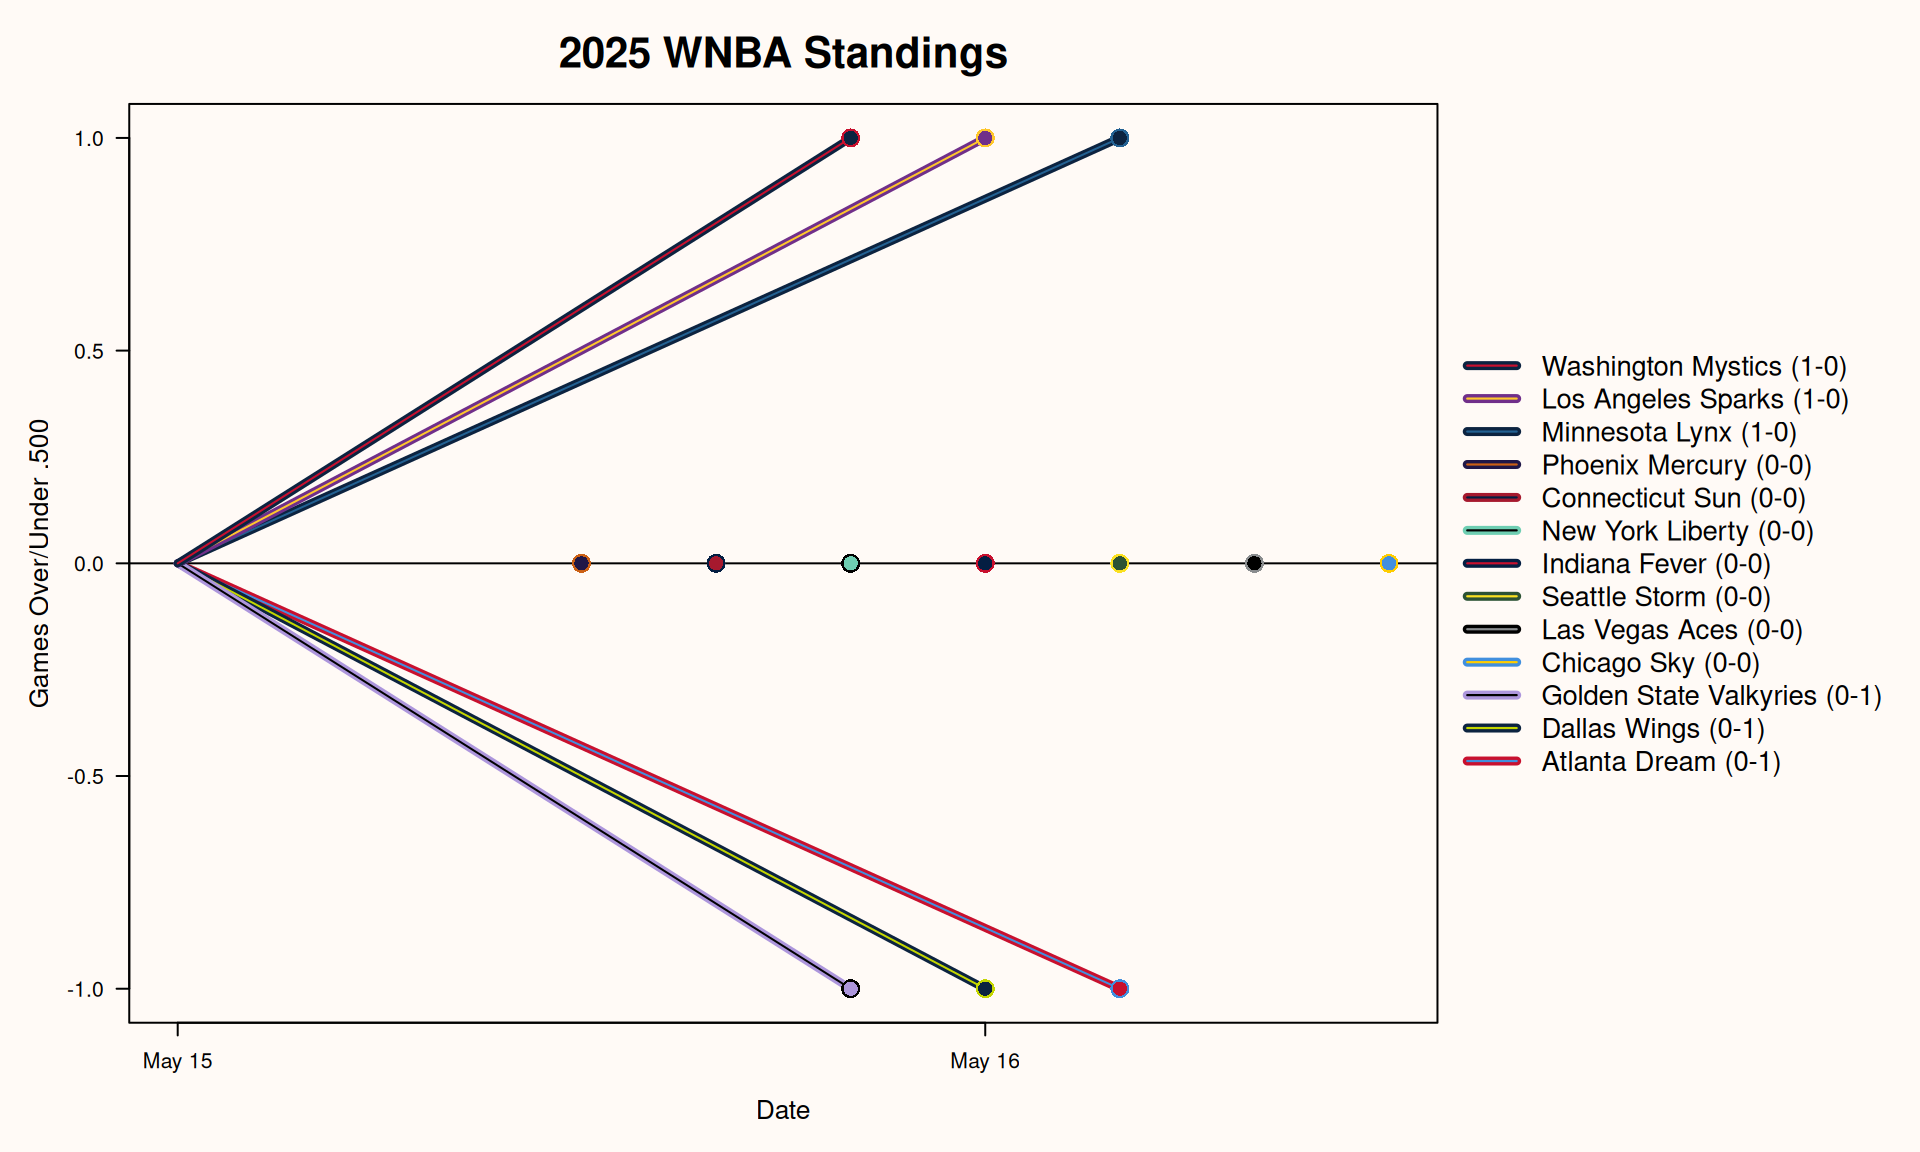 2025 WNBA Standings
1.0
0.5
0.0
-0.5
-1.0
Games Over/Under .500
May 15
May 16
Date
Washington Mystics (1-0)
Los Angeles Sparks (1-0)
Minnesota Lynx (1-0)
Phoenix Mercury (0-0)
Connecticut Sun (0-0)
New York Liberty (0-0)
Indiana Fever (0-0)
Seattle Storm (0-0)
Las Vegas Aces (0-0)
Chicago Sky (0-0)
Golden State Valkyries (0-1)
Dallas Wings (0-1)
Atlanta Dream (0-1)